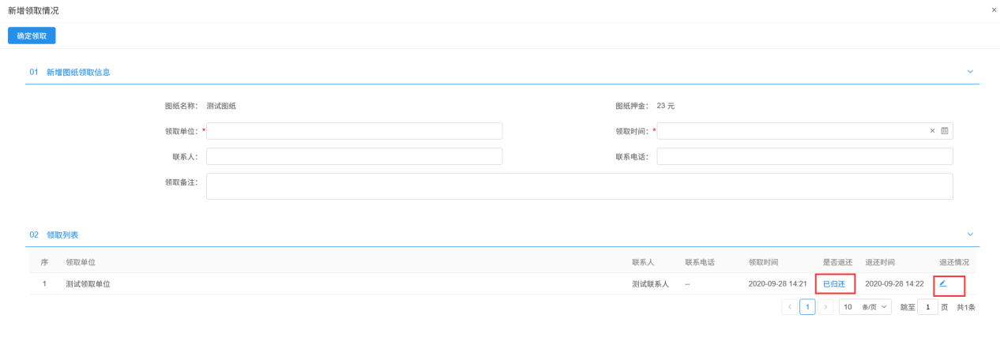 新增领取情况 ×
确定领取
01 新增图纸领取信息
图纸名称: 测试图纸 图纸押金: 23 元
领取单位: * 领取时间: *
联系人: 联系电话:
领取备注:
02 领取列表
序 领取单位 联系人 联系电话 领取时间 是否退还 退还时间 退还情况
1 测试领取单位 测试联系人 -- 2020-09-28 14:21 已归还 2020-09-28 14:22
< 1 > 10 条/页 跳至 1 页 共1条